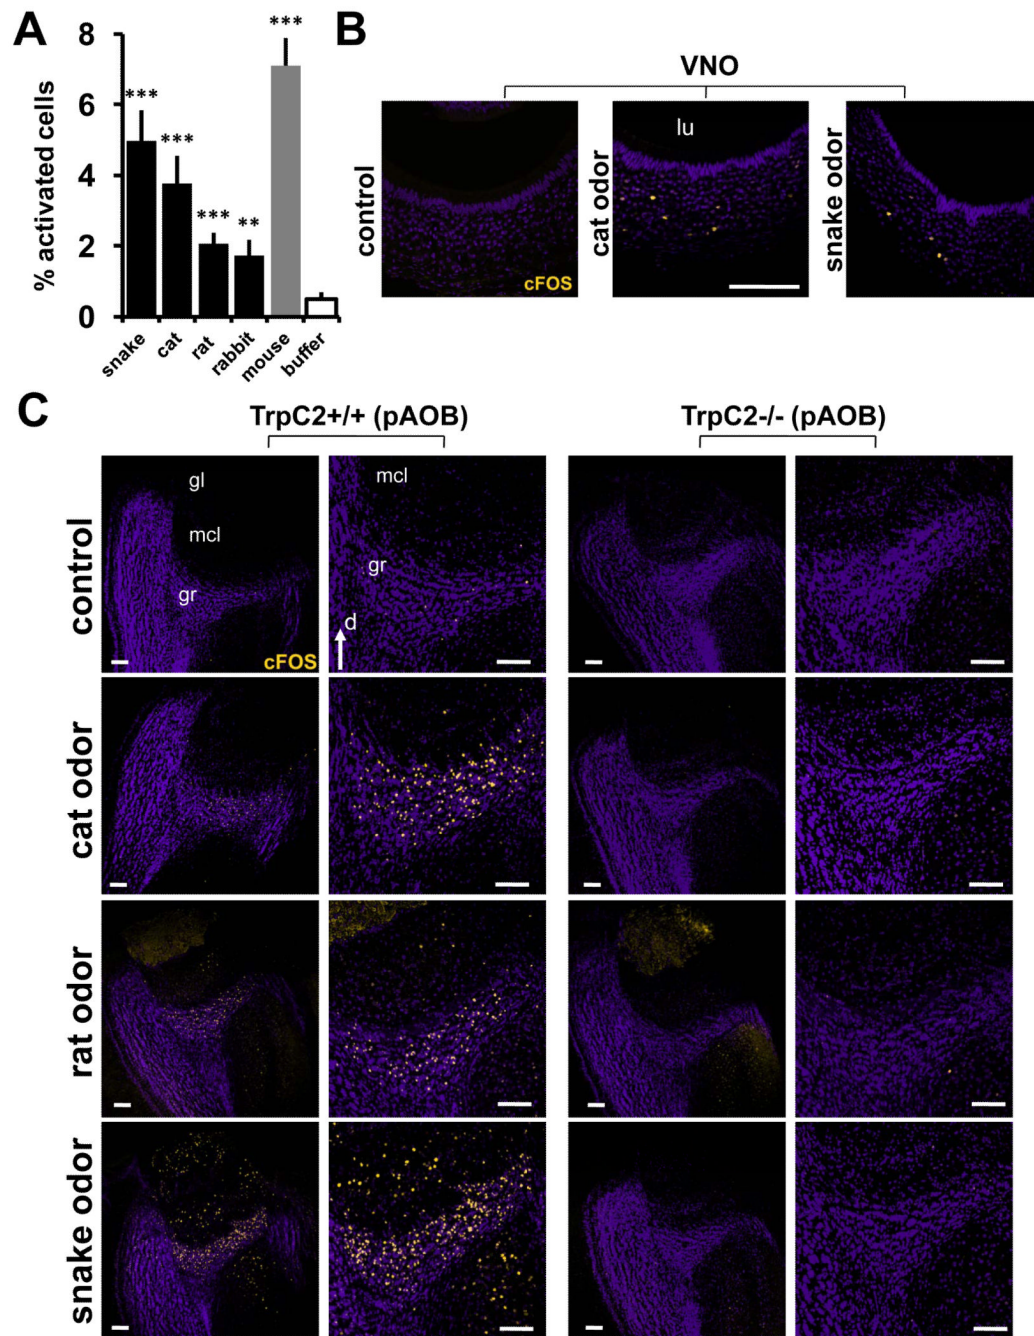 A
% activated cells
8
6
4
2
0
***
***
***
**
***
snake
cat
rat
rabbit
mouse
buffer
B
VNO
control
cFOS
cat odor
lu
snake odor
C
TrpC2+/+ (pAOB)
TrpC2-/- (pAOB)
control
gl
mcl
gr
cFOS
mcl
gr
d
cat odor
rat odor
snake odor